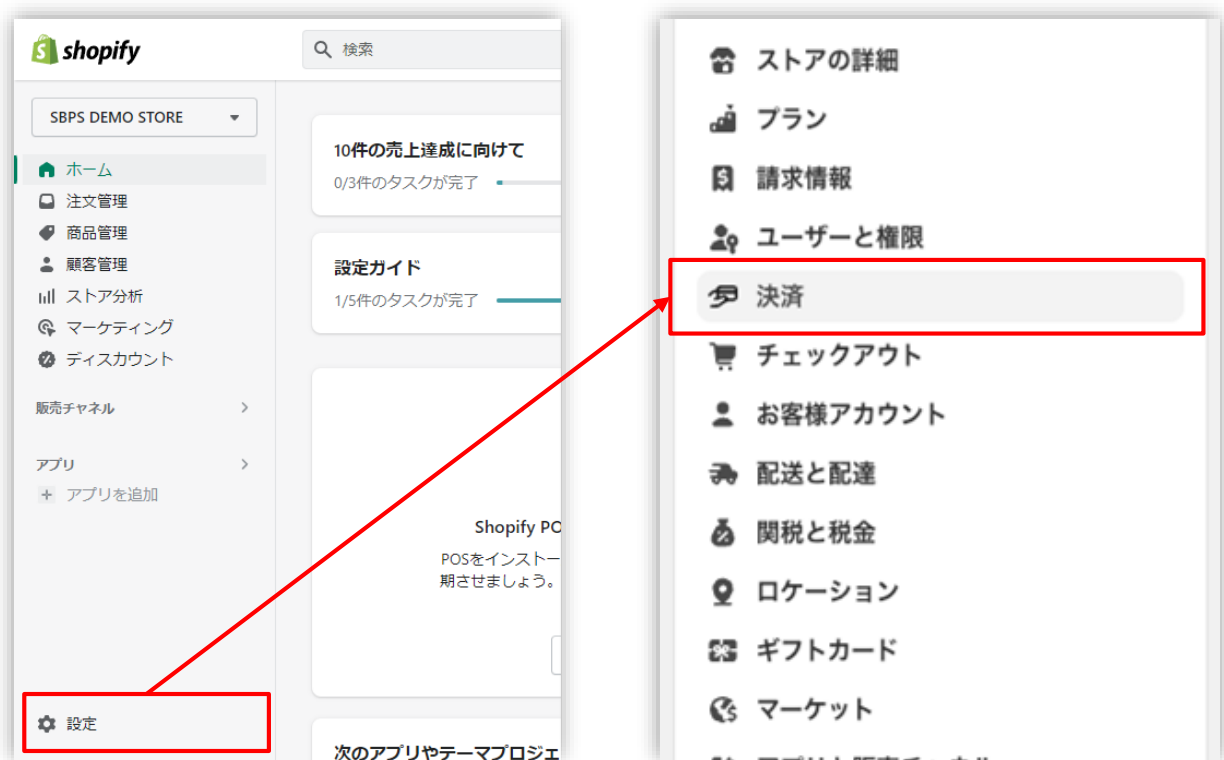 shopify
検索
SBPS DEMO STORE
ホーム
注文管理
商品管理
顧客管理
ストア分析
マーケティング
ディスカウント
販売チャネル
アプリ
アプリを追加
設定
10件の売上達成に向けて
0/3件のタスクが完了
設定ガイド
1/5件のタスクが完了
Shopify PO
POSをインストー
期させましょう。
次のアプリやテーマプロジェ
ストアの詳細
プラン
請求情報
ユーザーと権限
決済
チェックアウト
お客様アカウント
配送と配達
関税と税金
ロケーション
ギフトカード
マーケット